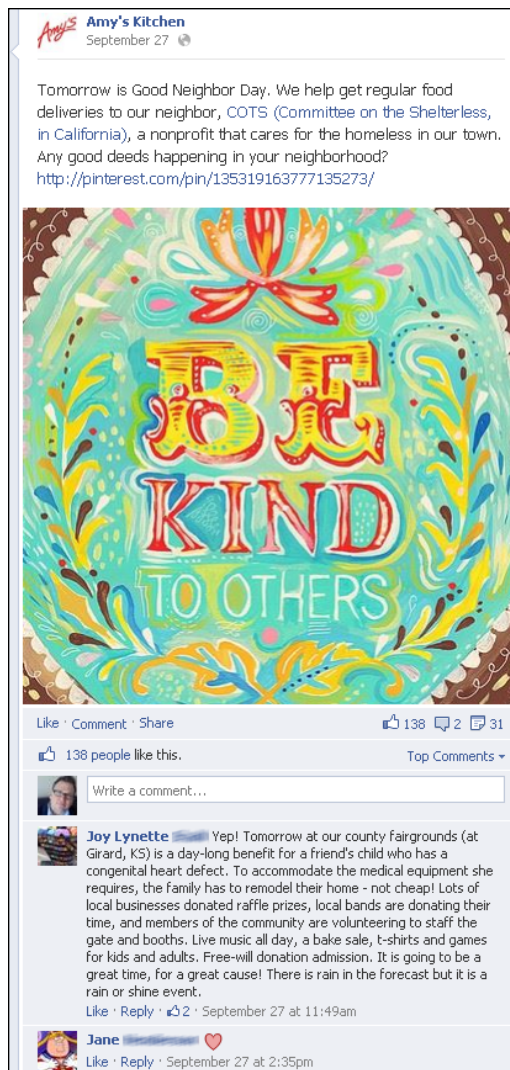 Amy's
Amy's Kitchen
September 27
Tomorrow is Good Neighbor Day. We help get regular food
deliveries to our neighbor, COTS (Committee on the Shelterless,
in California), a nonprofit that cares for the homeless in our town.
Any good deeds happening in your neighborhood?
http://pinterest.com/pin/135319163777135273/
BE
KIND
TO OTHERS
Like · Comment · Share 138 2 31
138 people like this. Top Comments
Write a comment...
Joy Lynette Yep! Tomorrow at our county fairgrounds (at
Girard, KS) is a day-long benefit for a friend's child who has a
congenital heart defect. To accommodate the medical equipment she
requires, the family has to remodel their home - not cheap! Lots of
local businesses donated raffle prizes, local bands are donating their
time, and members of the community are volunteering to staff the
gate and booths. Live music all day, a bake sale, t-shirts and games
for kids and adults. Free-will donation admission. It is going to be a
great time, for a great cause! There is rain in the forecast but it is a
rain or shine event.
Like · Reply · 2 · September 27 at 11:49am
Jane
Like · Reply · September 27 at 2:35pm